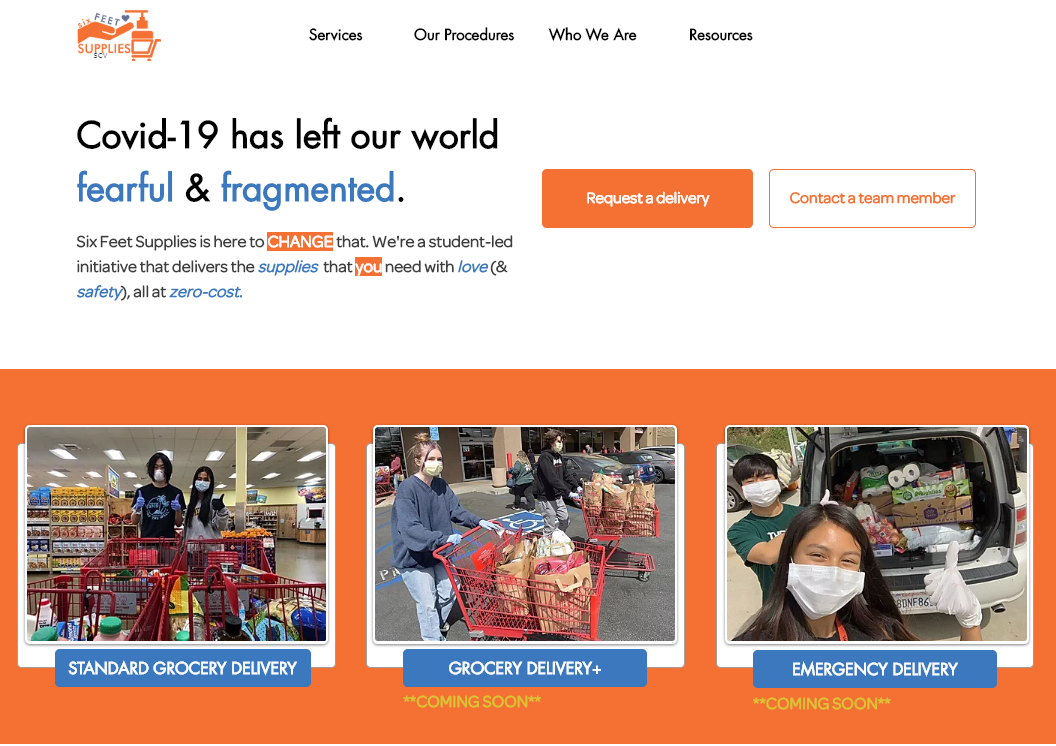 six FEET
SUPPLIES
SCV
Services Our Procedures Who We Are Resources
Covid-19 has left our world
fearful & fragmented.
Six Feet Supplies is here to CHANGE that. We're a student-led
initiative that delivers the supplies that you need with love (&
safety), all at zero-cost.
Request a delivery Contact a team member
STANDARD GROCERY DELIVERY
GROCERY DELIVERY+
**COMING SOON**
EMERGENCY DELIVERY
**COMING SOON**